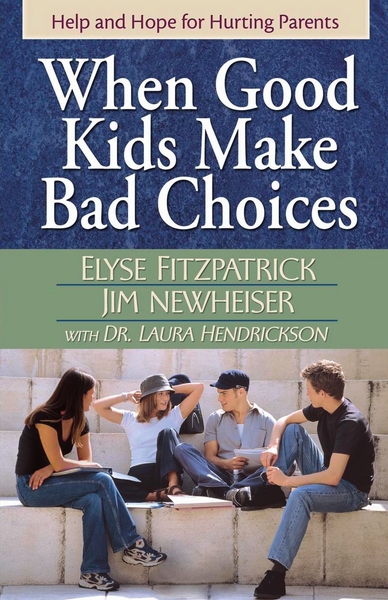 Help and Hope for Hurting Parents
When Good
Kids Make
Bad Choices
ELYSE FITZPATRICK
JIM NEWHEISER
WITH DR. LAURA HENDRICKSON